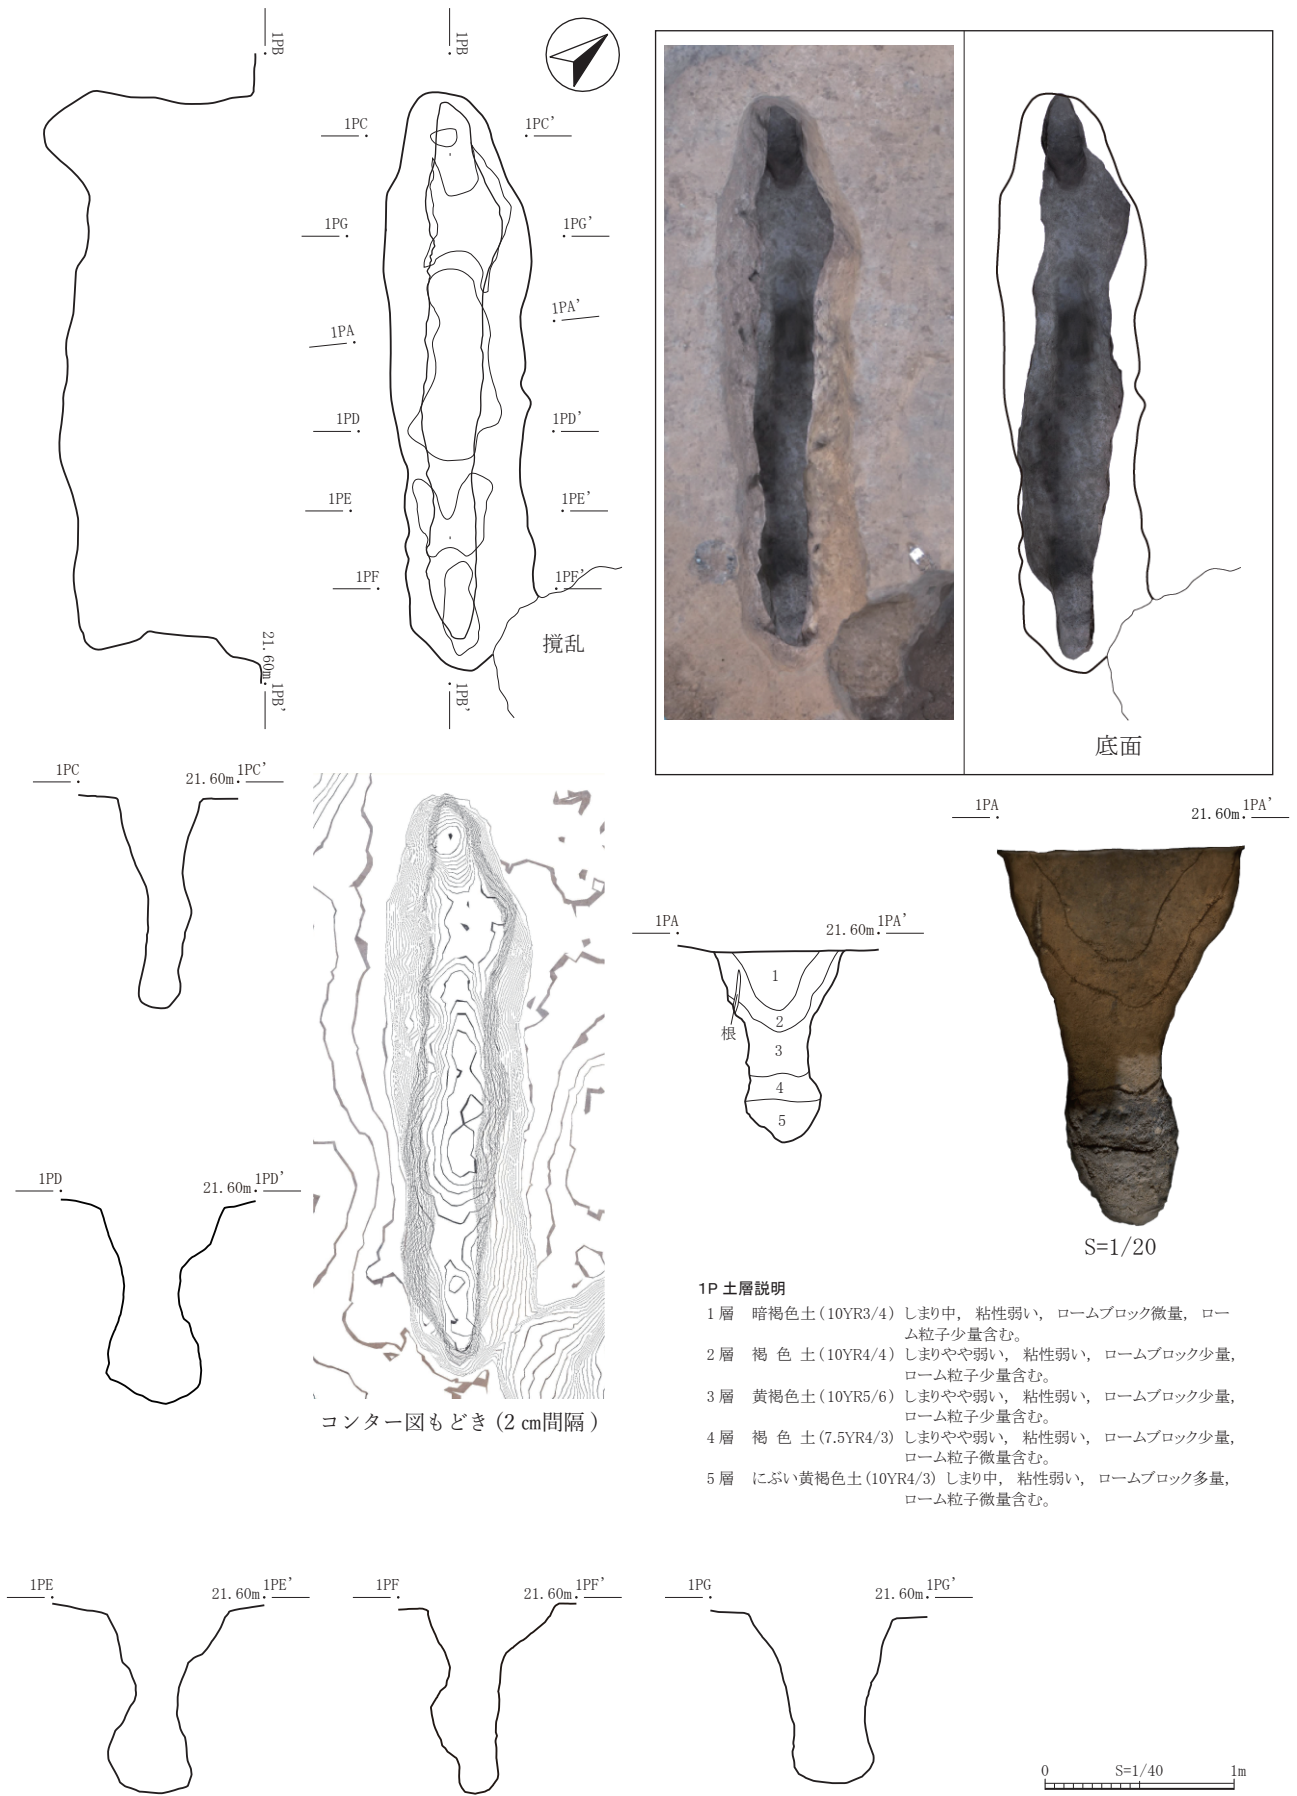 1PB
1PB
1PC
1PC’
1PG
1PG’
1PA
1PA’
1PD
1PD’
1PE
1PE’
1PF
1PF’
撹乱
21.60m
1PB’
1PB’
底面
1PC
21.60m
1PC’
1PA
21.60m
1PA’
1PA
21.60m
1PA’
1
2
根
3
4
5
1PD
21.60m
1PD’
S=1/20
コンター図もどき (2 ㎝間隔 )
1P 土層説明
1 層 暗褐色土 (10YR3/4) しまり中, 粘性弱い, ロームブロック微量, ロー
ム粒子少量含む。
2 層 褐 色 土 (10YR4/4) しまりやや弱い, 粘性弱い, ロームブロック少量,
ローム粒子少量含む。
3 層 黄褐色土 (10YR5/6) しまりやや弱い, 粘性弱い, ロームブロック少量,
ローム粒子少量含む。
4 層 褐 色 土 (7.5YR4/3) しまりやや弱い, 粘性弱い, ロームブロック少量,
ローム粒子微量含む。
5 層 にぶい黄褐色土 (10YR4/3) しまり中, 粘性弱い, ロームブロック多量,
ローム粒子微量含む。
1PE
21.60m
1PE’
1PF
21.60m
1PF’
1PG
21.60m
1PG’
0 S=1/40 1m